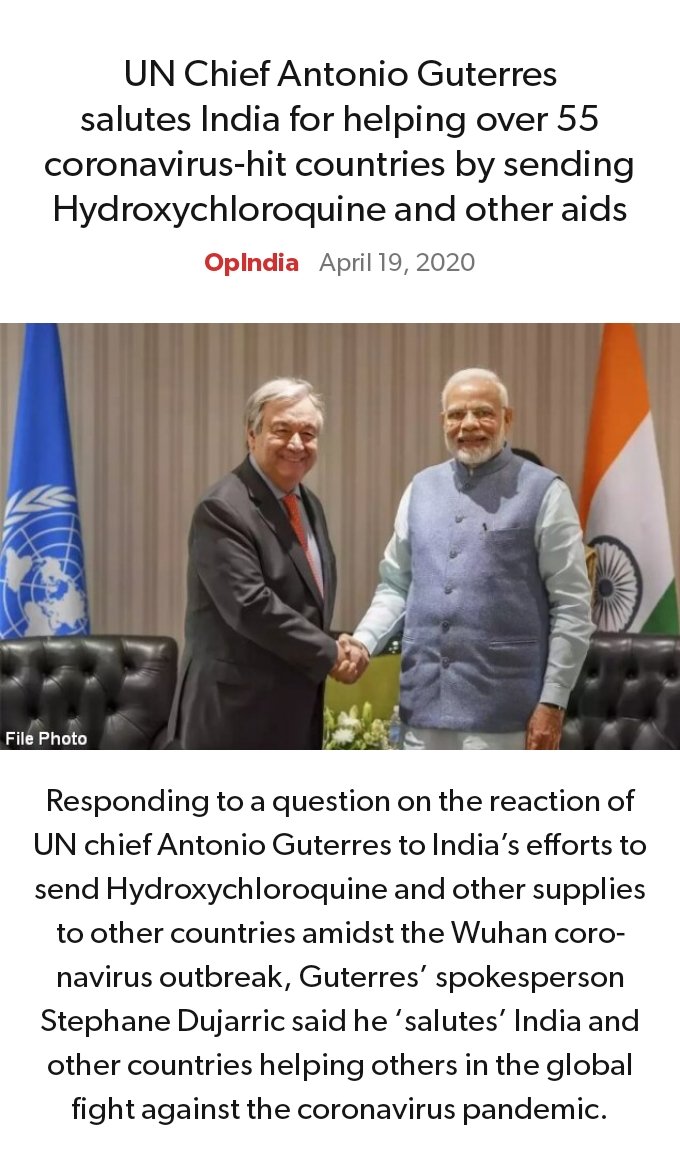 UN Chief Antonio Guterres
salutes India for helping over 55
coronavirus-hit countries by sending
Hydroxychloroquine and other aids
OpIndia April 19, 2020
File Photo
Responding to a question on the reaction of
UN chief Antonio Guterres to India’s efforts to
send Hydroxychloroquine and other supplies
to other countries amidst the Wuhan coro-
navirus outbreak, Guterres’ spokesperson
Stephane Dujarric said he ‘salutes’ India and
other countries helping others in the global
fight against the coronavirus pandemic.